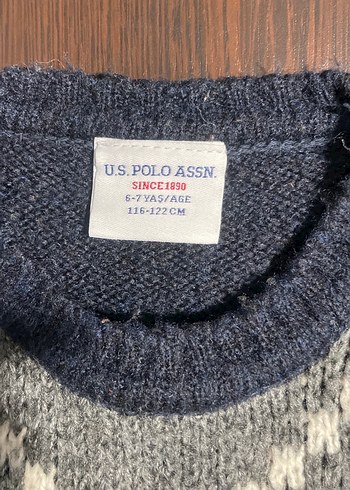 U.S. POLO ASSN.
SINCE 1890
6-7 YAŞ/AGE
116-122 CM